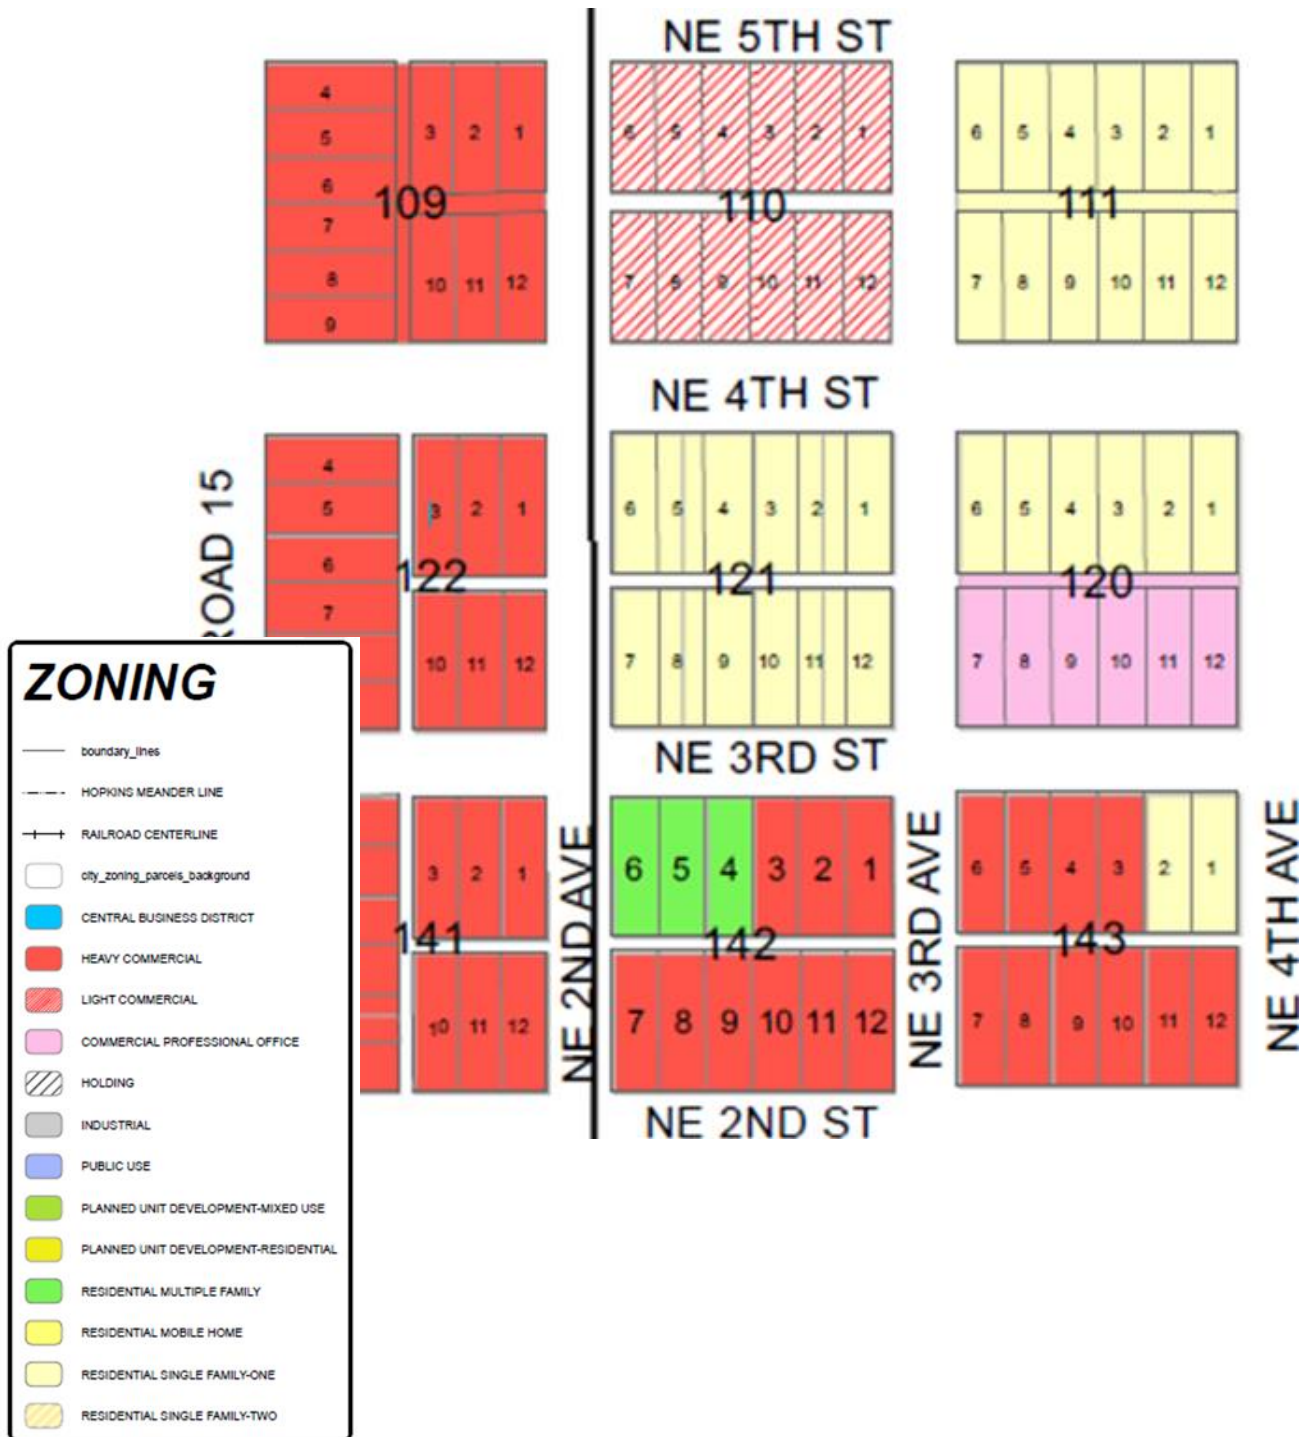 NE 5TH ST
4
5
6
7
8
9
3 2 1
109
10 11 12
6 5 4 3 2 1
110
7 8 9 10 11 12
6 5 4 3 2 1
111
7 8 9 10 11 12
NE 4TH ST
ROAD 15
4
5
6
7
3 2 1
122
10 11 12
6 5 4 3 2 1
121
7 8 9 10 11 12
6 5 4 3 2 1
120
7 8 9 10 11 12
NE 3RD ST
3 2 1
141
10 11 12
NE 2ND AVE
6 5 4 3 2 1
142
7 8 9 10 11 12
NE 3RD AVE
6 5 4 3 2 1
143
7 8 9 10 11 12
NE 4TH AVE
NE 2ND ST
ZONING
boundary_lines
HOPKINS MEANDER LINE
RAILROAD CENTERLINE
city_zoning_parcels_background
CENTRAL BUSINESS DISTRICT
HEAVY COMMERCIAL
LIGHT COMMERCIAL
COMMERCIAL PROFESSIONAL OFFICE
HOLDING
INDUSTRIAL
PUBLIC USE
PLANNED UNIT DEVELOPMENT-MIXED USE
PLANNED UNIT DEVELOPMENT-RESIDENTIAL
RESIDENTIAL MULTIPLE FAMILY
RESIDENTIAL MOBILE HOME
RESIDENTIAL SINGLE FAMILY-ONE
RESIDENTIAL SINGLE FAMILY-TWO